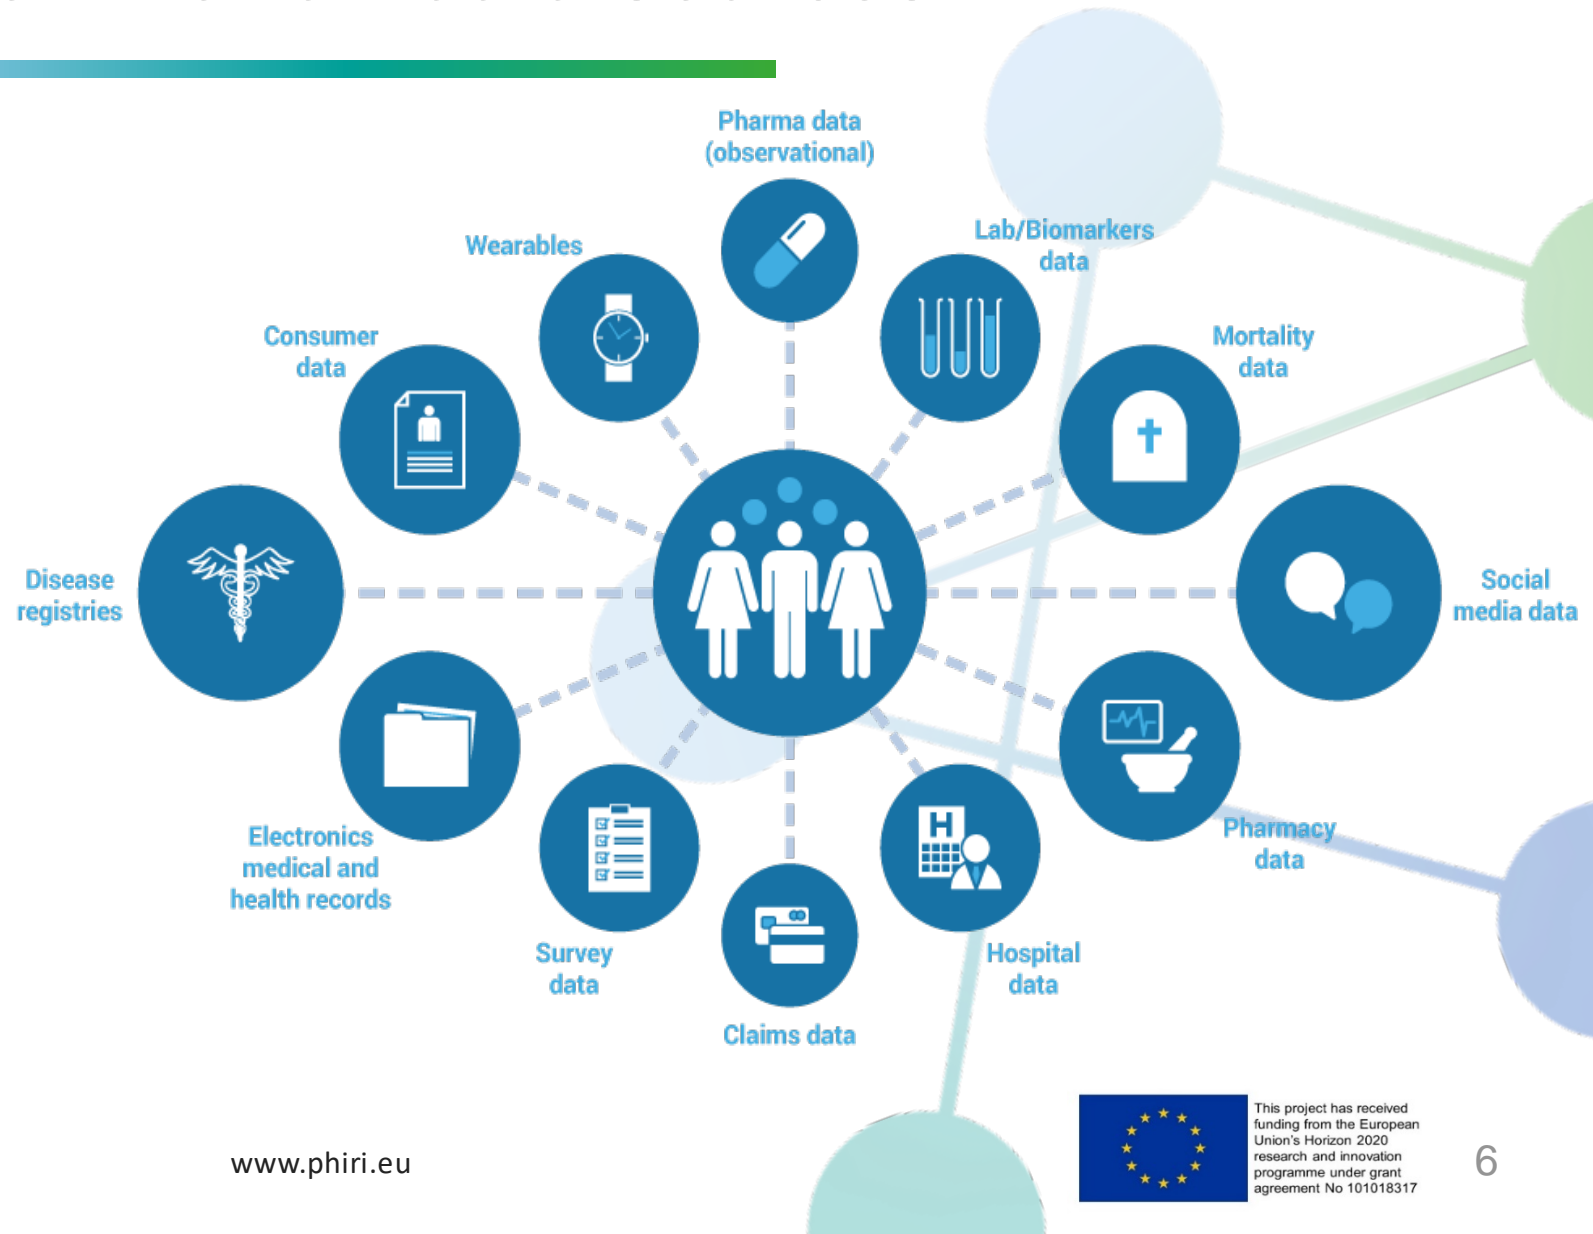 Pharma data
(observational)
Wearables
Lab/Biomarkers
data
Consumer
data
Mortality
data
Disease
registries
Social
media data
Electronics
medical and
health records
Pharmacy
data
H
Survey
data
Hospital
data
Claims data
www.phiri.eu
This project has received
funding from the European
Union's Horizon 2020
research and innovation
programme under grant
agreement No 101018317
6